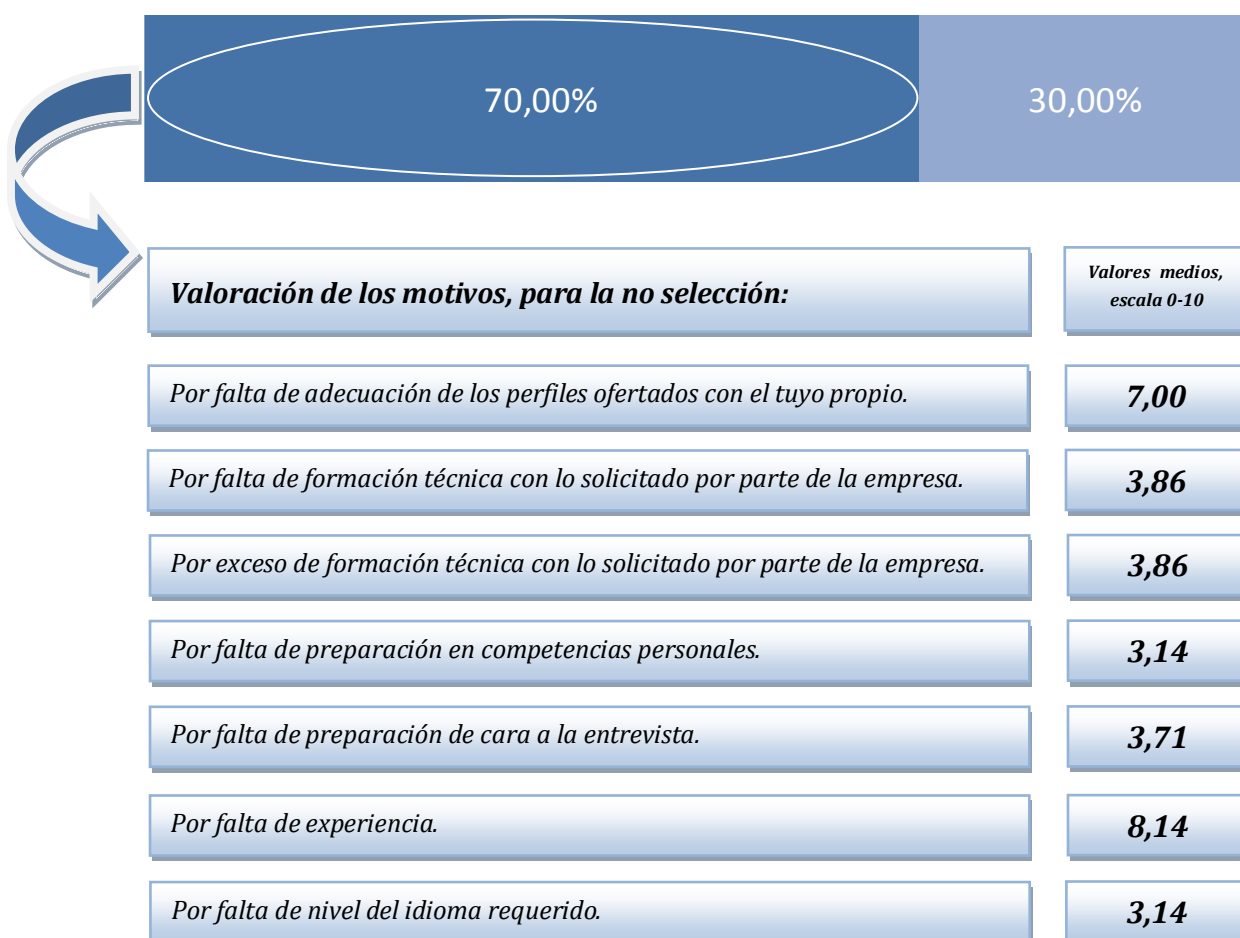 70,00%
30,00%
Valoración de los motivos, para la no selección:
Valores medios,
escala 0-10
Por falta de adecuación de los perfiles ofertados con el tuyo propio.
7,00
Por falta de formación técnica con lo solicitado por parte de la empresa.
3,86
Por exceso de formación técnica con lo solicitado por parte de la empresa.
3,86
Por falta de preparación en competencias personales.
3,14
Por falta de preparación de cara a la entrevista.
3,71
Por falta de experiencia.
8,14
Por falta de nivel del idioma requerido.
3,14